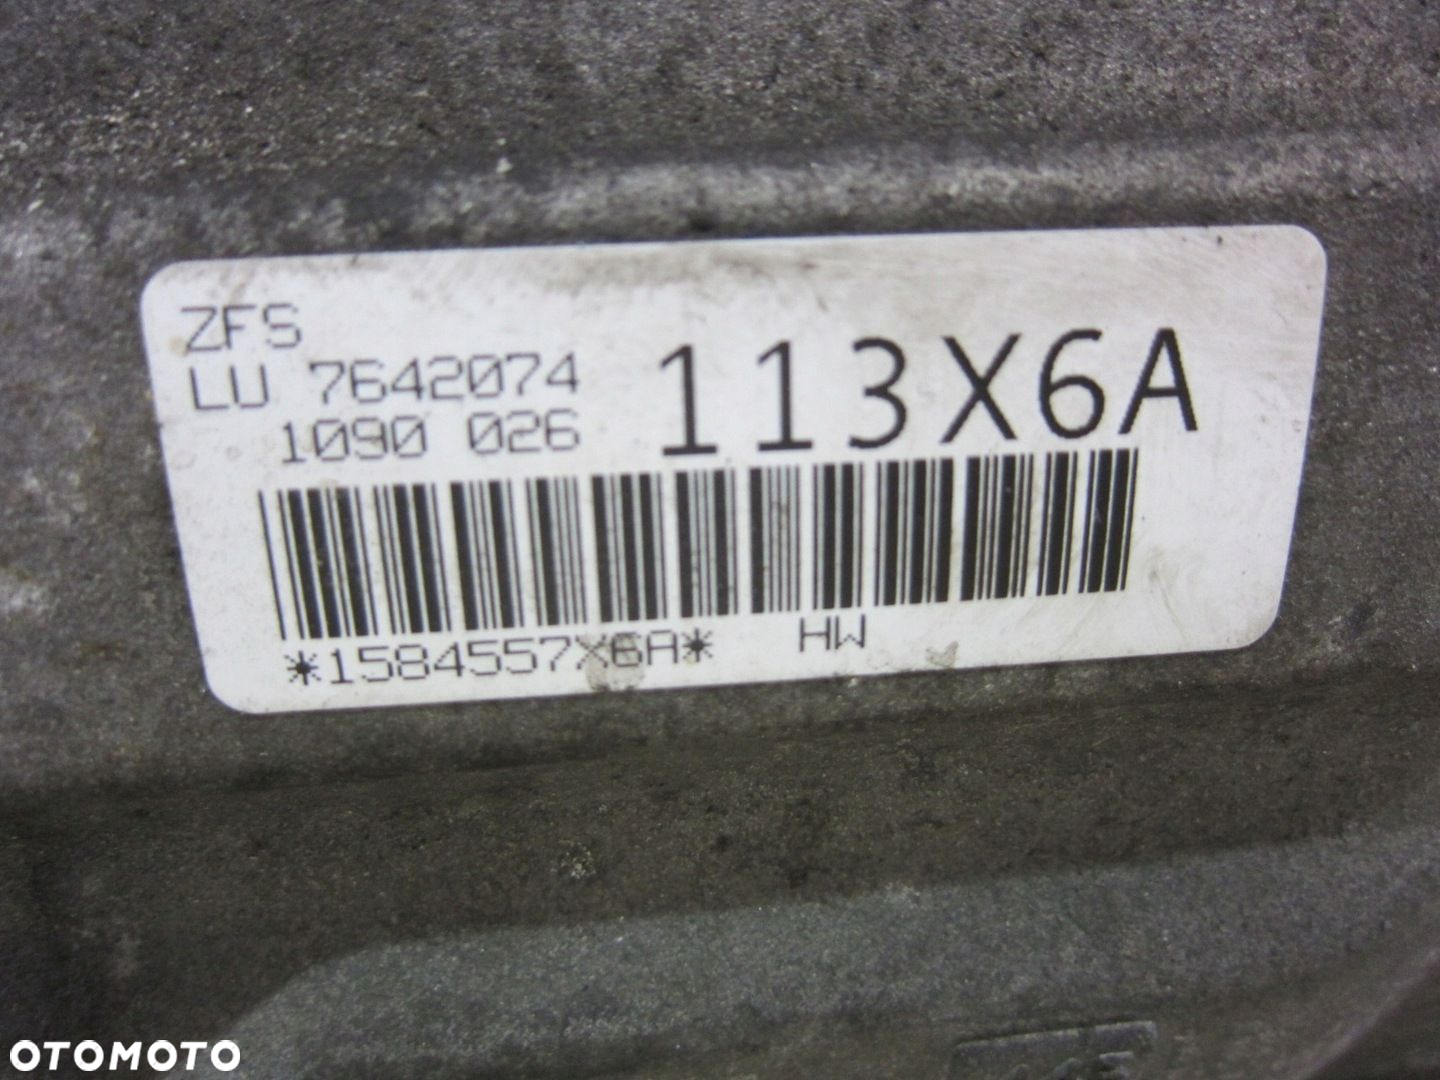 ZFS
LU 7642074
1090 026
113X6A
*1584557X6A* HW
OTOMOTO